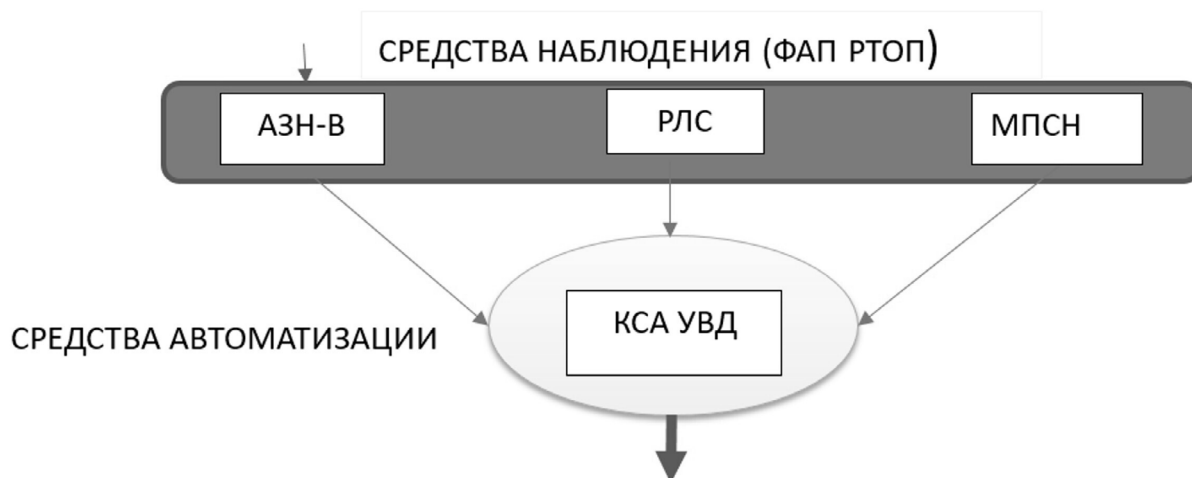 СРЕДСТВА НАБЛЮДЕНИЯ (ФАП РТОП)
АЗН-В
РЛС
МПСН
КСА УВД
СРЕДСТВА АВТОМАТИЗАЦИИ